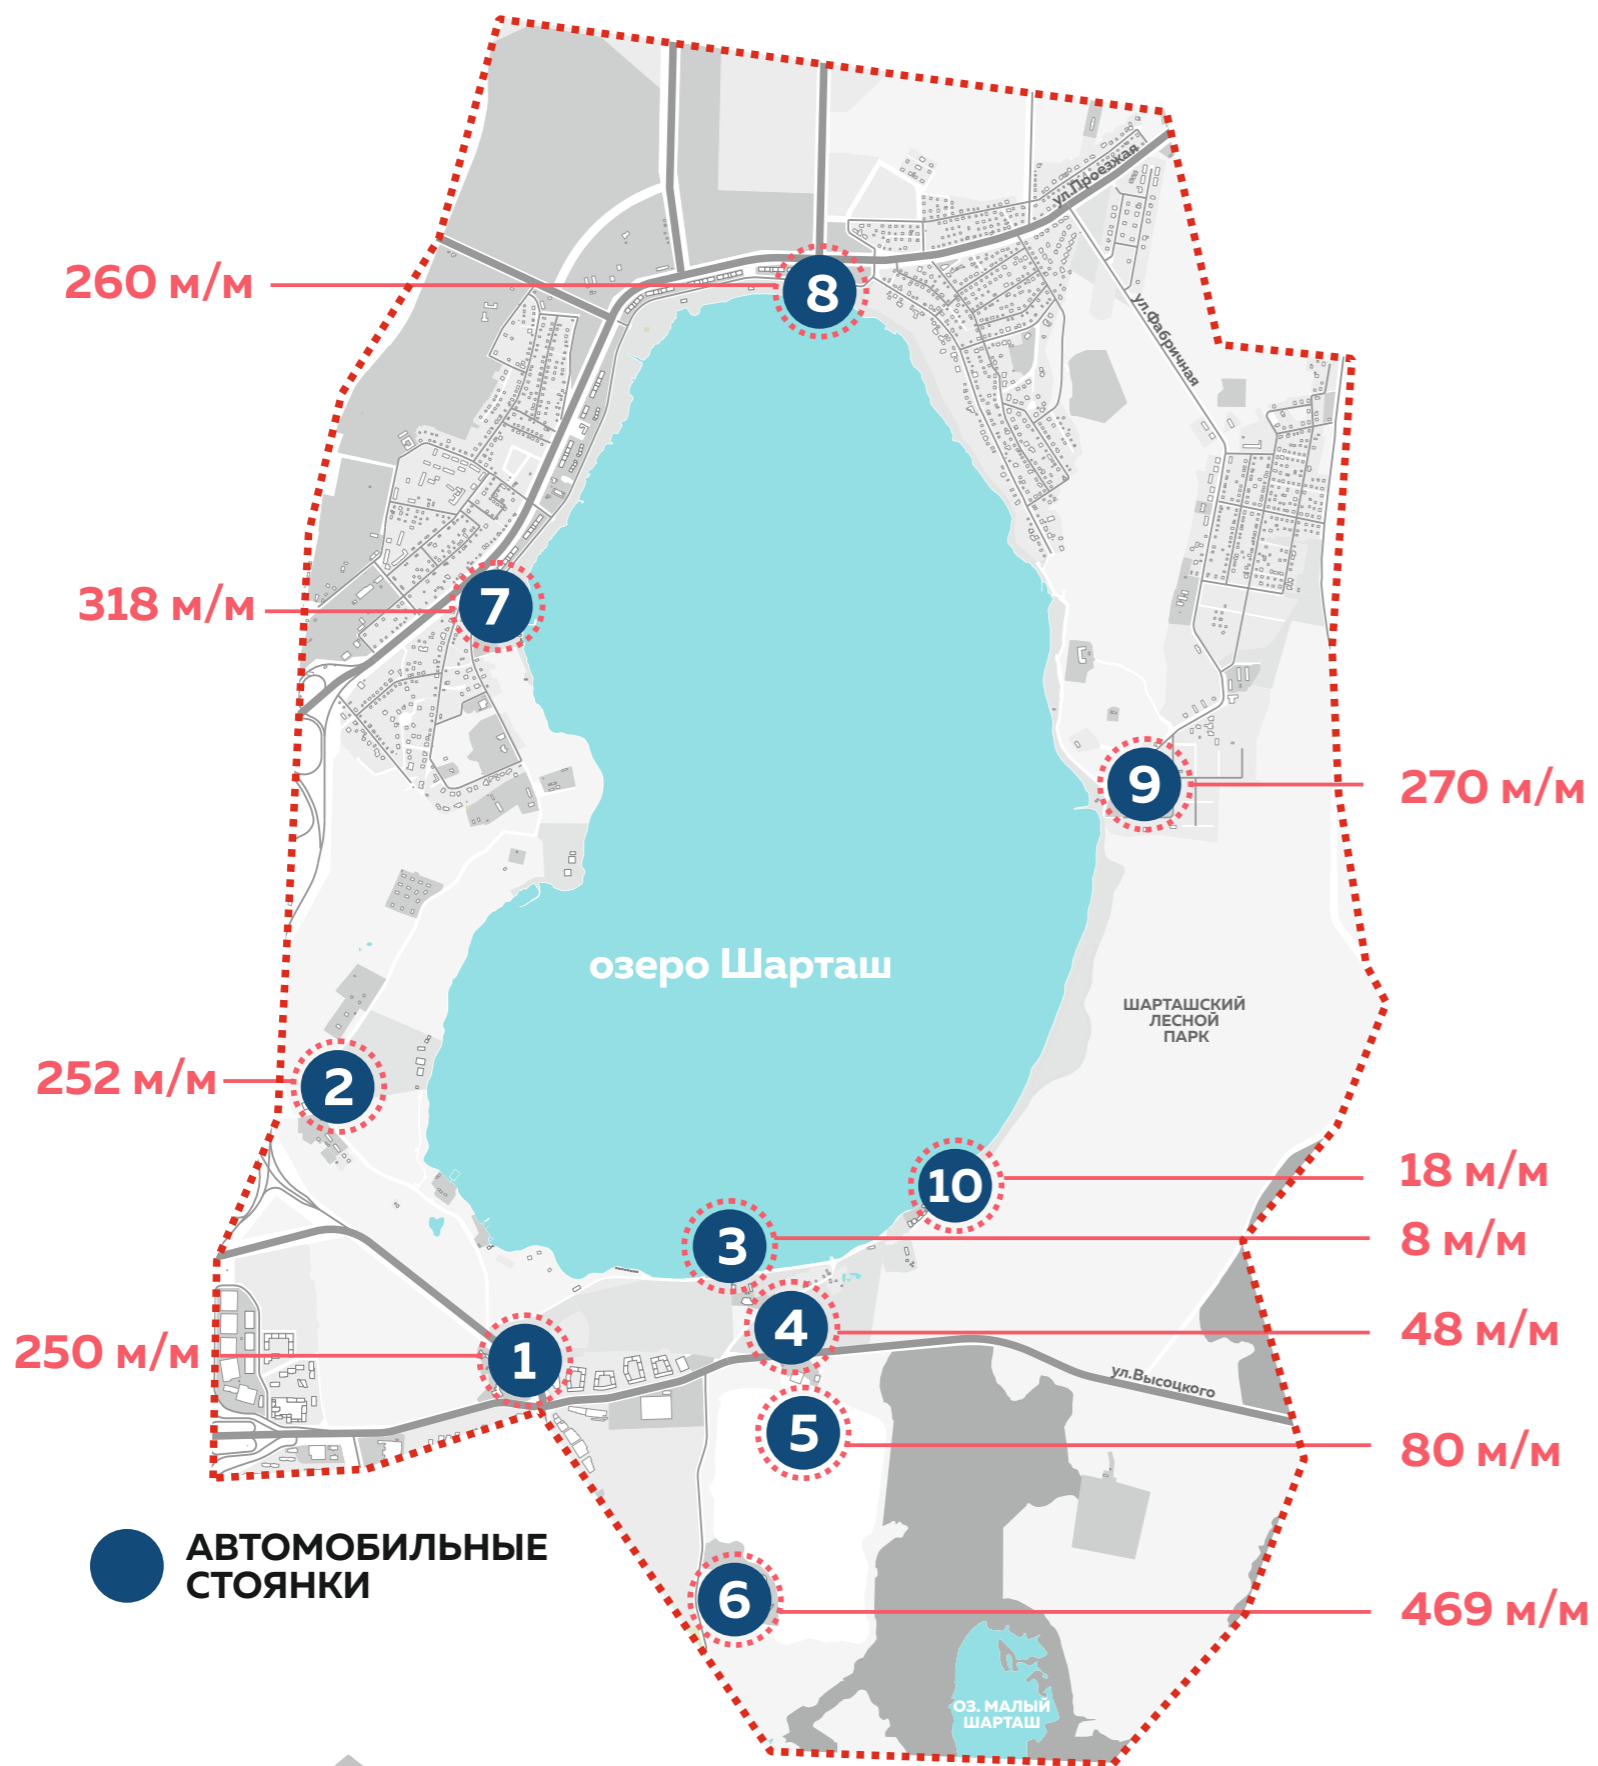 ул.Проезжая
260 м/м
8
ул.Фабричная
318 м/м
7
9
270 м/м
озеро Шарташ
ШАРТАШСКИЙ
ЛЕСНОЙ
ПАРК
252 м/м
2
10
18 м/м
3
8 м/м
4
48 м/м
250 м/м
1
ул.Высоцкого
5
80 м/м
АВТОМОБИЛЬНЫЕ
СТОЯНКИ
6
469 м/м
ОЗ. МАЛЫЙ
ШАРТАШ